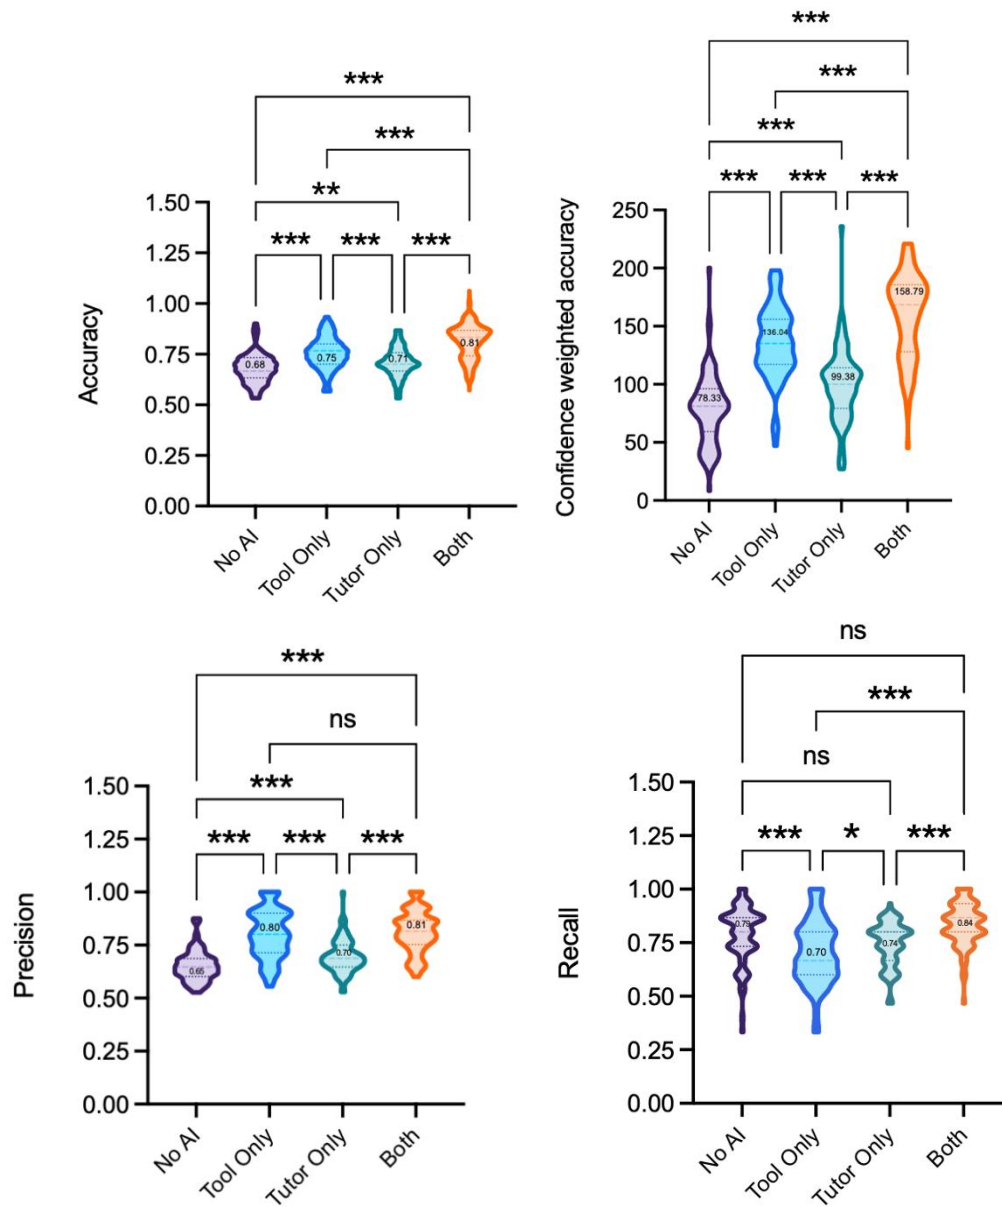 ***
***
**
*** *** ***
Accuracy
1.50
1.25
1.00
0.75
0.50
0.25
0.00
0.68
0.75
0.71
0.81
No AI
Tool Only
Tutor Only
Both
***
***
***
*** *** ***
Confidence weighted accuracy
250
200
150
100
50
0
78.33
136.04
99.38
158.79
No AI
Tool Only
Tutor Only
Both
***
ns
***
*** *** ***
Precision
1.50
1.25
1.00
0.75
0.50
0.25
0.00
0.65
0.80
0.70
0.81
No AI
Tool Only
Tutor Only
Both
ns
***
ns
*** * ***
Recall
1.50
1.25
1.00
0.75
0.50
0.25
0.00
0.79
0.70
0.74
0.84
No AI
Tool Only
Tutor Only
Both